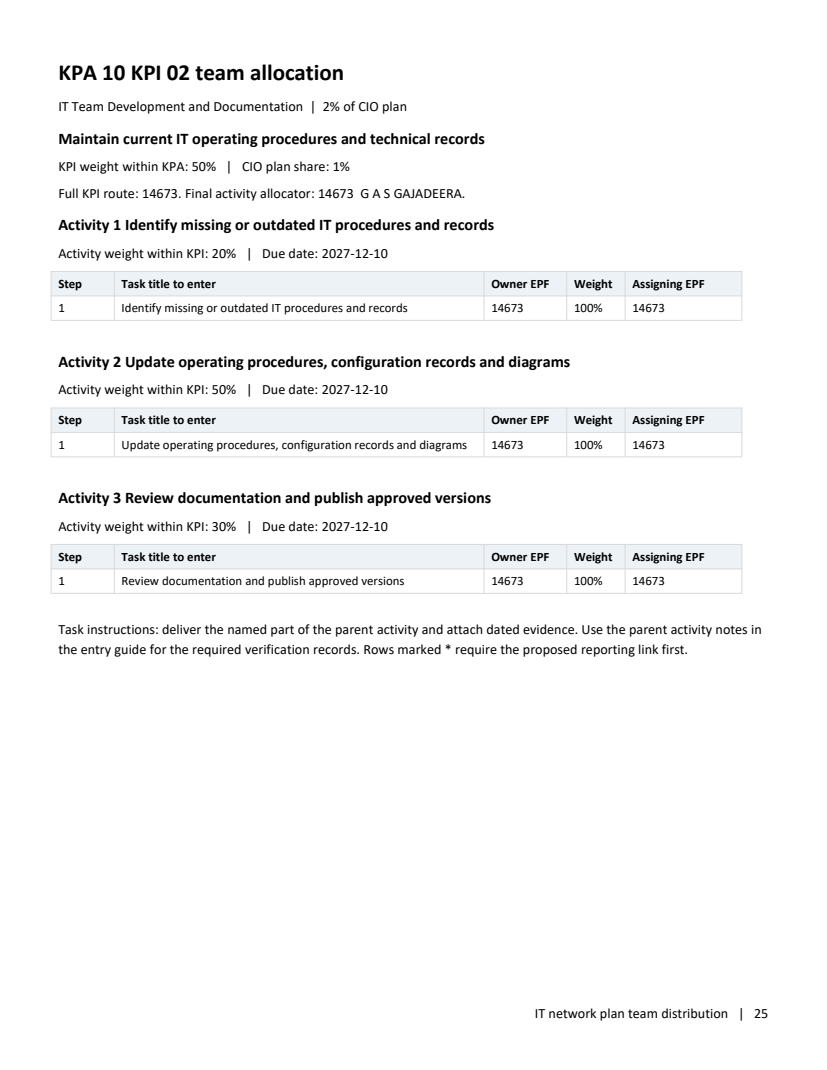 KPA 10 KPI 02 team allocation
IT Team Development and Documentation | 2% of CIO plan
Maintain current IT operating procedures and technical records
KPI weight within KPA: 50% | CIO plan share: 1%
Full KPI route: 14673. Final activity allocator: 14673  G A S GAJADEERA.
Activity 1 Identify missing or outdated IT procedures and records
Activity weight within KPI: 20% | Due date: 2027-12-10
Step Task title to enter Owner EPF Weight Assigning EPF
1 Identify missing or outdated IT procedures and records 14673 100% 14673
Activity 2 Update operating procedures, configuration records and diagrams
Activity weight within KPI: 50% | Due date: 2027-12-10
Step Task title to enter Owner EPF Weight Assigning EPF
1 Update operating procedures, configuration records and diagrams 14673 100% 14673
Activity 3 Review documentation and publish approved versions
Activity weight within KPI: 30% | Due date: 2027-12-10
Step Task title to enter Owner EPF Weight Assigning EPF
1 Review documentation and publish approved versions 14673 100% 14673
Task instructions: deliver the named part of the parent activity and attach dated evidence. Use the parent activity notes in
the entry guide for the required verification records. Rows marked * require the proposed reporting link first.
IT network plan team distribution | 25